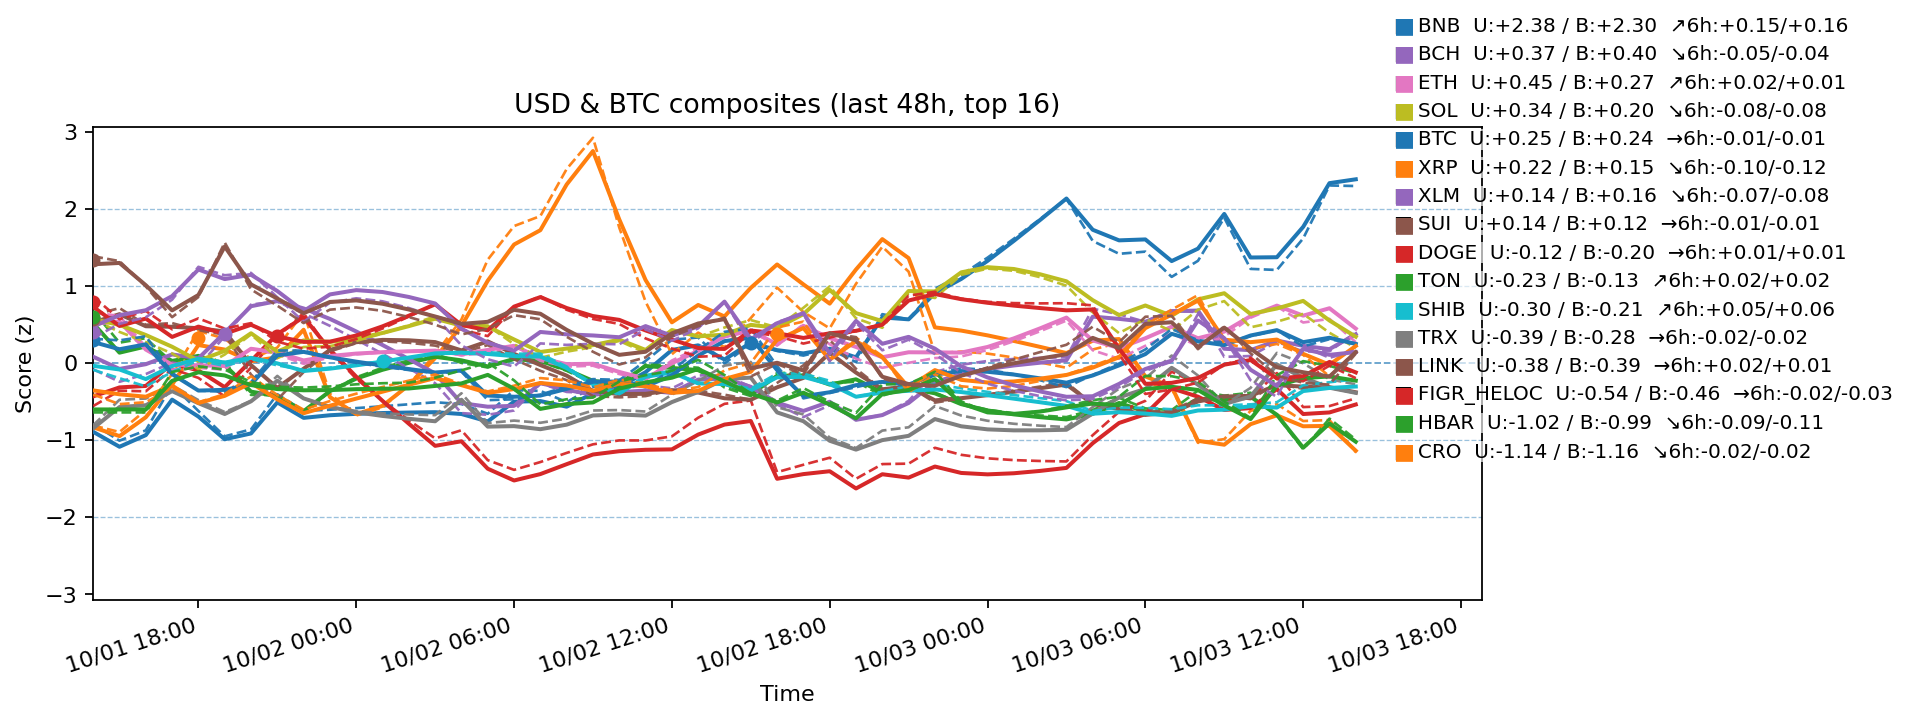 USD & BTC composites (last 48h, top 16)
BNB U:+2.38 / B:+2.30 ↗6h:+0.15/+0.16
BCH U:+0.37 / B:+0.40 ↘6h:-0.05/-0.04
ETH U:+0.45 / B:+0.27 ↗6h:+0.02/+0.01
SOL U:+0.34 / B:+0.20 ↘6h:-0.08/-0.08
BTC U:+0.25 / B:+0.24 →6h:-0.01/-0.01
XRP U:+0.22 / B:+0.15 ↘6h:-0.10/-0.12
XLM U:+0.14 / B:+0.16 ↘6h:-0.07/-0.08
SUI U:+0.14 / B:+0.12 →6h:-0.01/-0.01
DOGE U:-0.12 / B:-0.20 →6h:+0.01/+0.01
TON U:-0.23 / B:-0.13 ↗6h:+0.02/+0.02
SHIB U:-0.30 / B:-0.21 ↗6h:+0.05/+0.06
TRX U:-0.39 / B:-0.28 →6h:-0.02/-0.02
LINK U:-0.38 / B:-0.39 →6h:+0.02/+0.01
FIGR_HELOC U:-0.54 / B:-0.46 →6h:-0.02/-0.03
HBAR U:-1.02 / B:-0.99 ↘6h:-0.09/-0.11
CRO U:-1.14 / B:-1.16 ↘6h:-0.02/-0.02
Score (z)
3
2
1
0
−1
−2
−3
10/01 18:00
10/02 00:00
10/02 06:00
10/02 12:00
10/02 18:00
10/03 00:00
10/03 06:00
10/03 12:00
10/03 18:00
Time